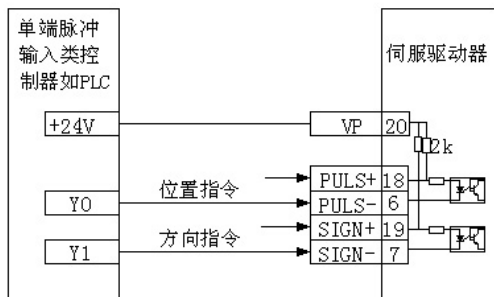 单端脉冲
输入类控
制器如PLC
伺服驱动器
+24V
VP 20
2k
位置指令
PULS+ 18
Y0
PULS- 6
方向指令
SIGN+ 19
Y1
SIGN- 7